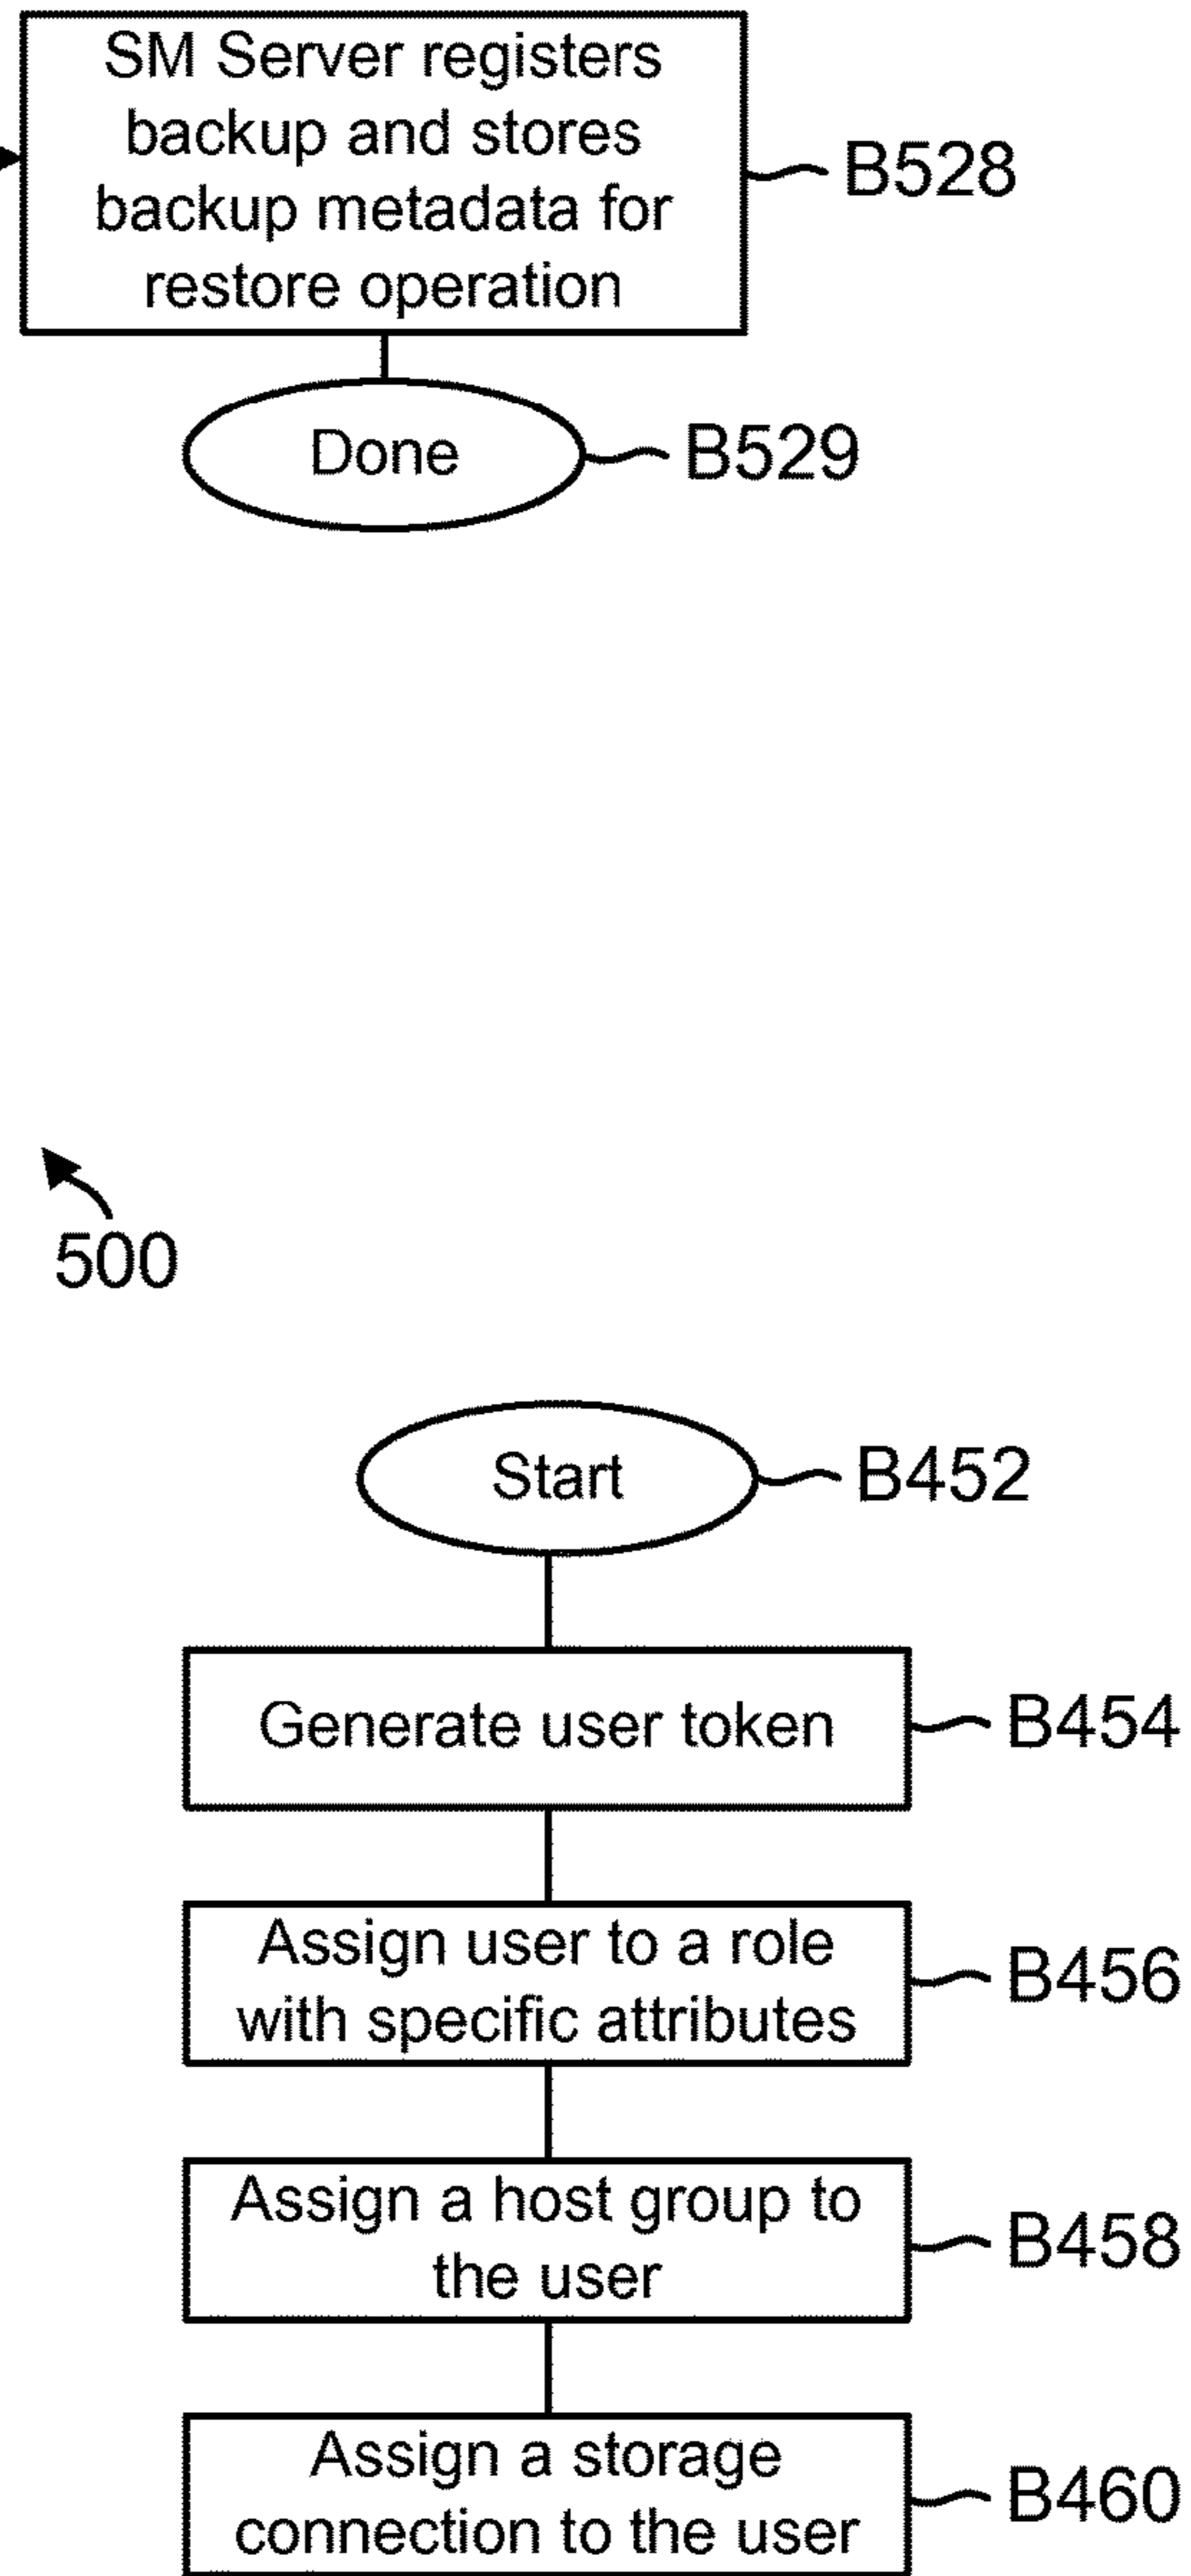 SM Server registers
backup and stores
backup metadata for
restore operation
B528
Done
B529
500
Start
B452
Generate user token
B454
Assign user to a role
with specific attributes
B456
Assign a host group to
the user
B458
Assign a storage
connection to the user
B460